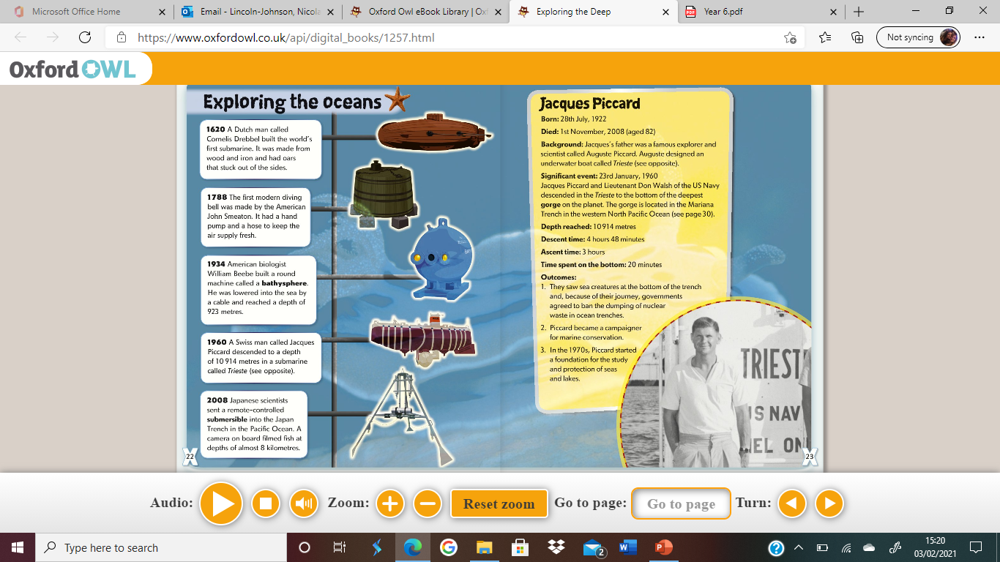 Microsoft Office Home
Email - Lincoln-Johnson, Nicola
Oxford Owl eBook Library | Oxf
Exploring the Deep
Year 6.pdf
https://www.oxfordowl.co.uk/api/digital_books/1257.html
Not syncing
Oxford OWL
Exploring the oceans
1620 A Dutch man called
Cornelis Drebbel built the world's
first submarine. It was made from
wood and iron and had oars
that stuck out of the sides.
1788 The first modern diving
bell was made by the American
John Smeaton. It had a hand
pump and a hose to keep the
air supply fresh.
1934 American biologist
William Beebe built a round
machine called a bathysphere.
He was lowered into the sea by
a cable and reached a depth of
923 metres.
1960 A Swiss man called Jacques
Piccard descended to a depth
of 10 914 metres in a submarine
called Trieste (see opposite).
2008 Japanese scientists
sent a remote-controlled
submersible into the Japan
Trench in the Pacific Ocean. A
camera on board filmed fish at
depths of almost 8 kilometres.
22
Jacques Piccard
Born: 28th July, 1922
Died: 1st November, 2008 (aged 82)
Background: Jacques's father was a famous explorer and
scientist called Auguste Piccard. Auguste designed an
underwater boat called Trieste (see opposite).
Significant event: 23rd January, 1960
Jacques Piccard and Lieutenant Don Walsh of the US Navy
descended in the Trieste to the bottom of the deepest
gorge on the planet. The gorge is located in the Mariana
Trench in the western North Pacific Ocean (see page 30).
Depth reached: 10 914 metres
Descent time: 4 hours 48 minutes
Ascent time: 3 hours
Time spent on the bottom: 20 minutes
Outcomes:
1. They saw sea creatures at the bottom of the trench
and, because of their journey, governments
agreed to ban the dumping of nuclear
waste in ocean trenches.
2. Piccard became a campaigner
for marine conservation.
3. In the 1970s, Piccard started
a foundation for the study
and protection of seas
and lakes.
TRIEST
US NAV
NEL ON
23
Audio:
Zoom:
Reset zoom
Go to page:
Go to page
Turn:
Type here to search
2
15:20
03/02/2021